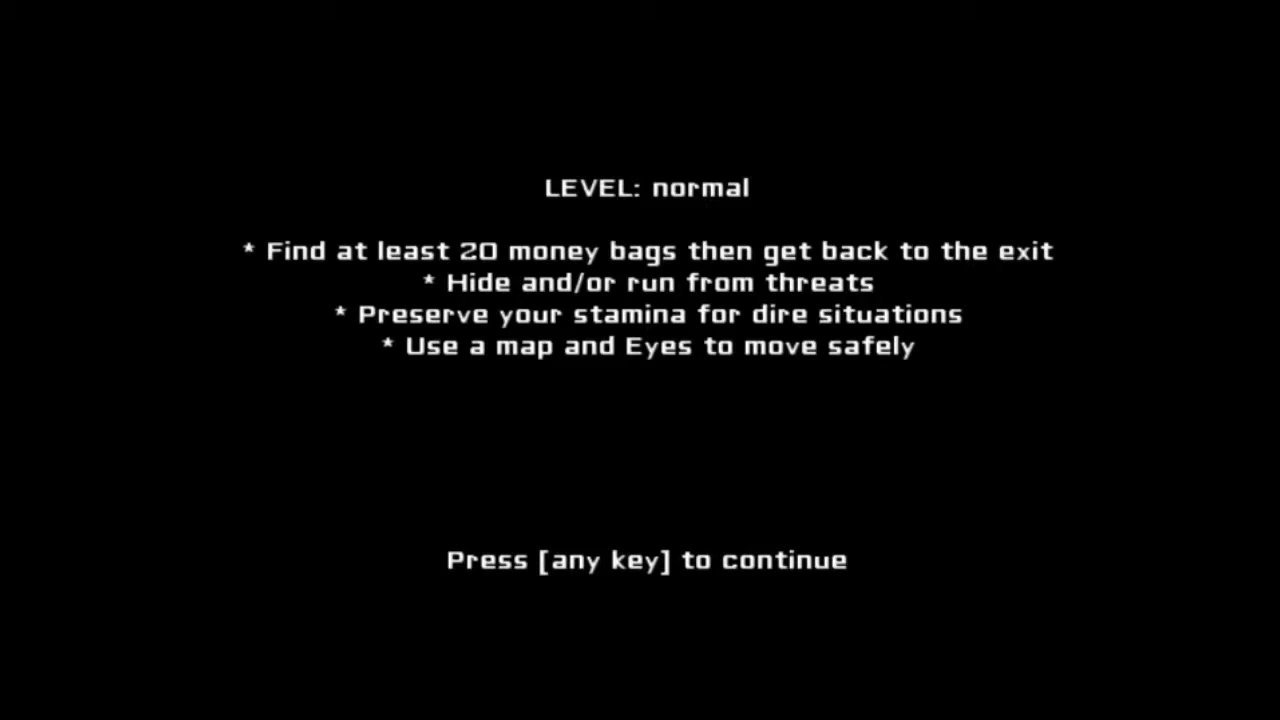 LEVEL: normal
* Find at least 20 money bags then get back to the exit
* Hide and/or run from threats
* Preserve your stamina for dire situations
* Use a map and Eyes to move safely
Press [any key] to continue